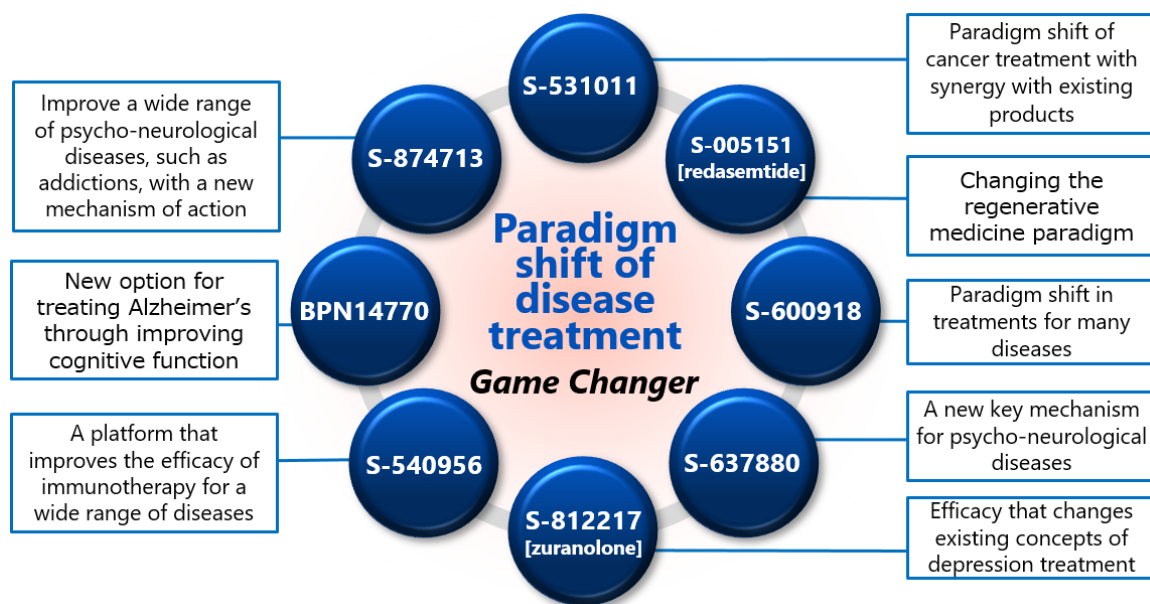 Paradigm shift of
cancer treatment with
synergy with existing
products
S-531011
Improve a wide range
of psycho-neurological
diseases, such as
addictions, with a new
mechanism of action
S-874713
S-005151
[redasemtide]
Changing the
regenerative
medicine paradigm
Paradigm
shift of
disease
treatment
Game Changer
New option for
treating Alzheimer’s
through improving
cognitive function
BPN14770
S-600918
Paradigm shift in
treatments for many
diseases
A platform that
improves the efficacy of
immunotherapy for a
wide range of diseases
S-540956
S-637880
A new key mechanism
for psycho-neurological
diseases
S-812217
[zuranolone]
Efficacy that changes
existing concepts of
depression treatment